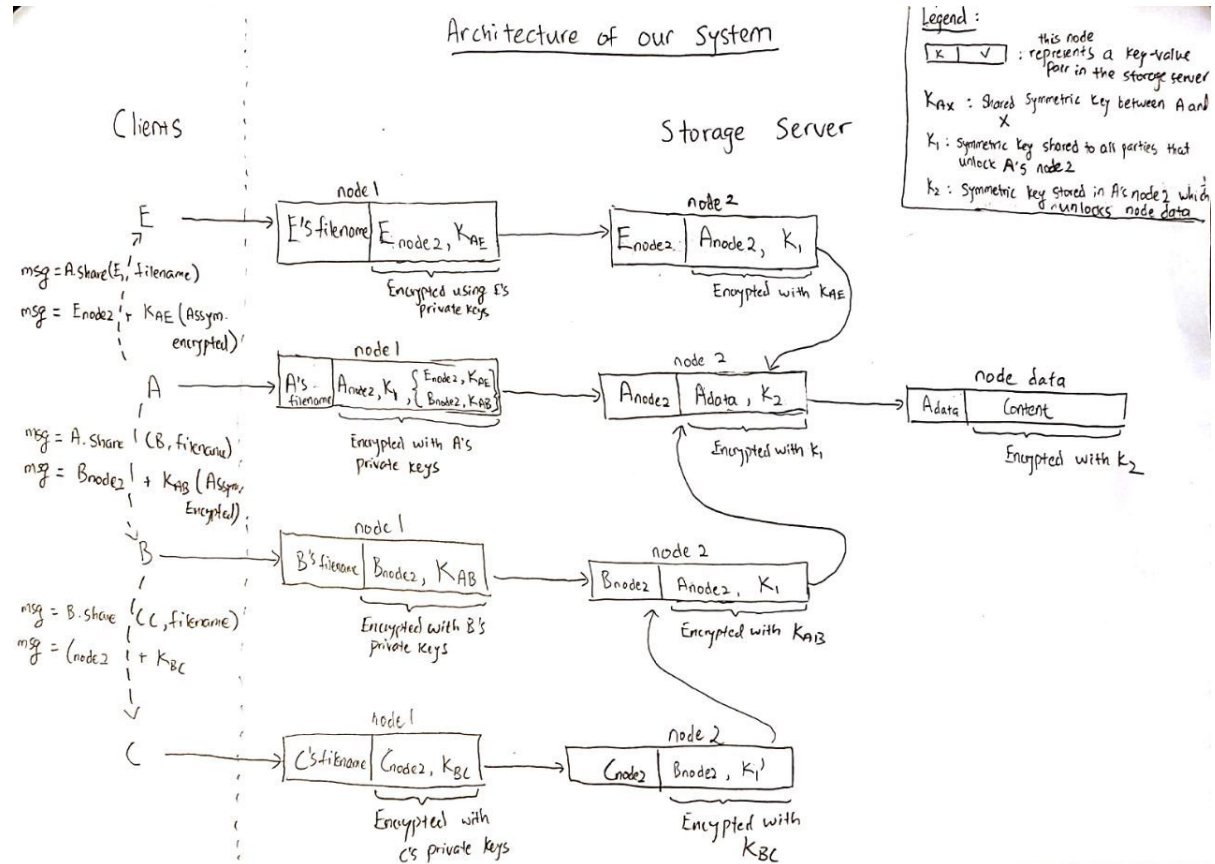 Architecture of our System
Legend :
K V : this node represents a key-value
pair in the storage server
KAX : Shared Symmetric Key between A and
X
K1 : Symmetric key shared to all parties that
unlock A's node 2
K2 : Symmetric key stored in A's node 2 which
unlocks node data
Clients
Storage Server
E
node 1
E's filename Enode2, KAE
Encrypted using E's
private keys
node 2
Enode2 Anode2, K1
Encrypted with KAE
msg = A.share(E, filename)
msg = Enode2 + KAE (Assym.
encrypted)
A
node 1
A's
filename Anode2, K1, { Enode2, KAE
Bnode2, KAB }
Encrypted with A's
private keys
node 2
Anode2 Adata, K2
Encrypted with K1
node data
Adata Content
Encrypted with K2
msg = A.share (B, filename)
msg = Bnode2 + KAB (Assym.
Encrypted)
B
node 1
B's filename Bnode2, KAB
Encrypted with B's
private keys
node 2
Bnode2 Anode2, K1
Encrypted with KAB
msg = B.share (C, filename)
msg = Cnode2 + KBC
C
node 1
C's filename Cnode2, KBC
Encrypted with
C's private keys
node 2
Cnode2 Bnode2, K1'
Encrypted with
KBC